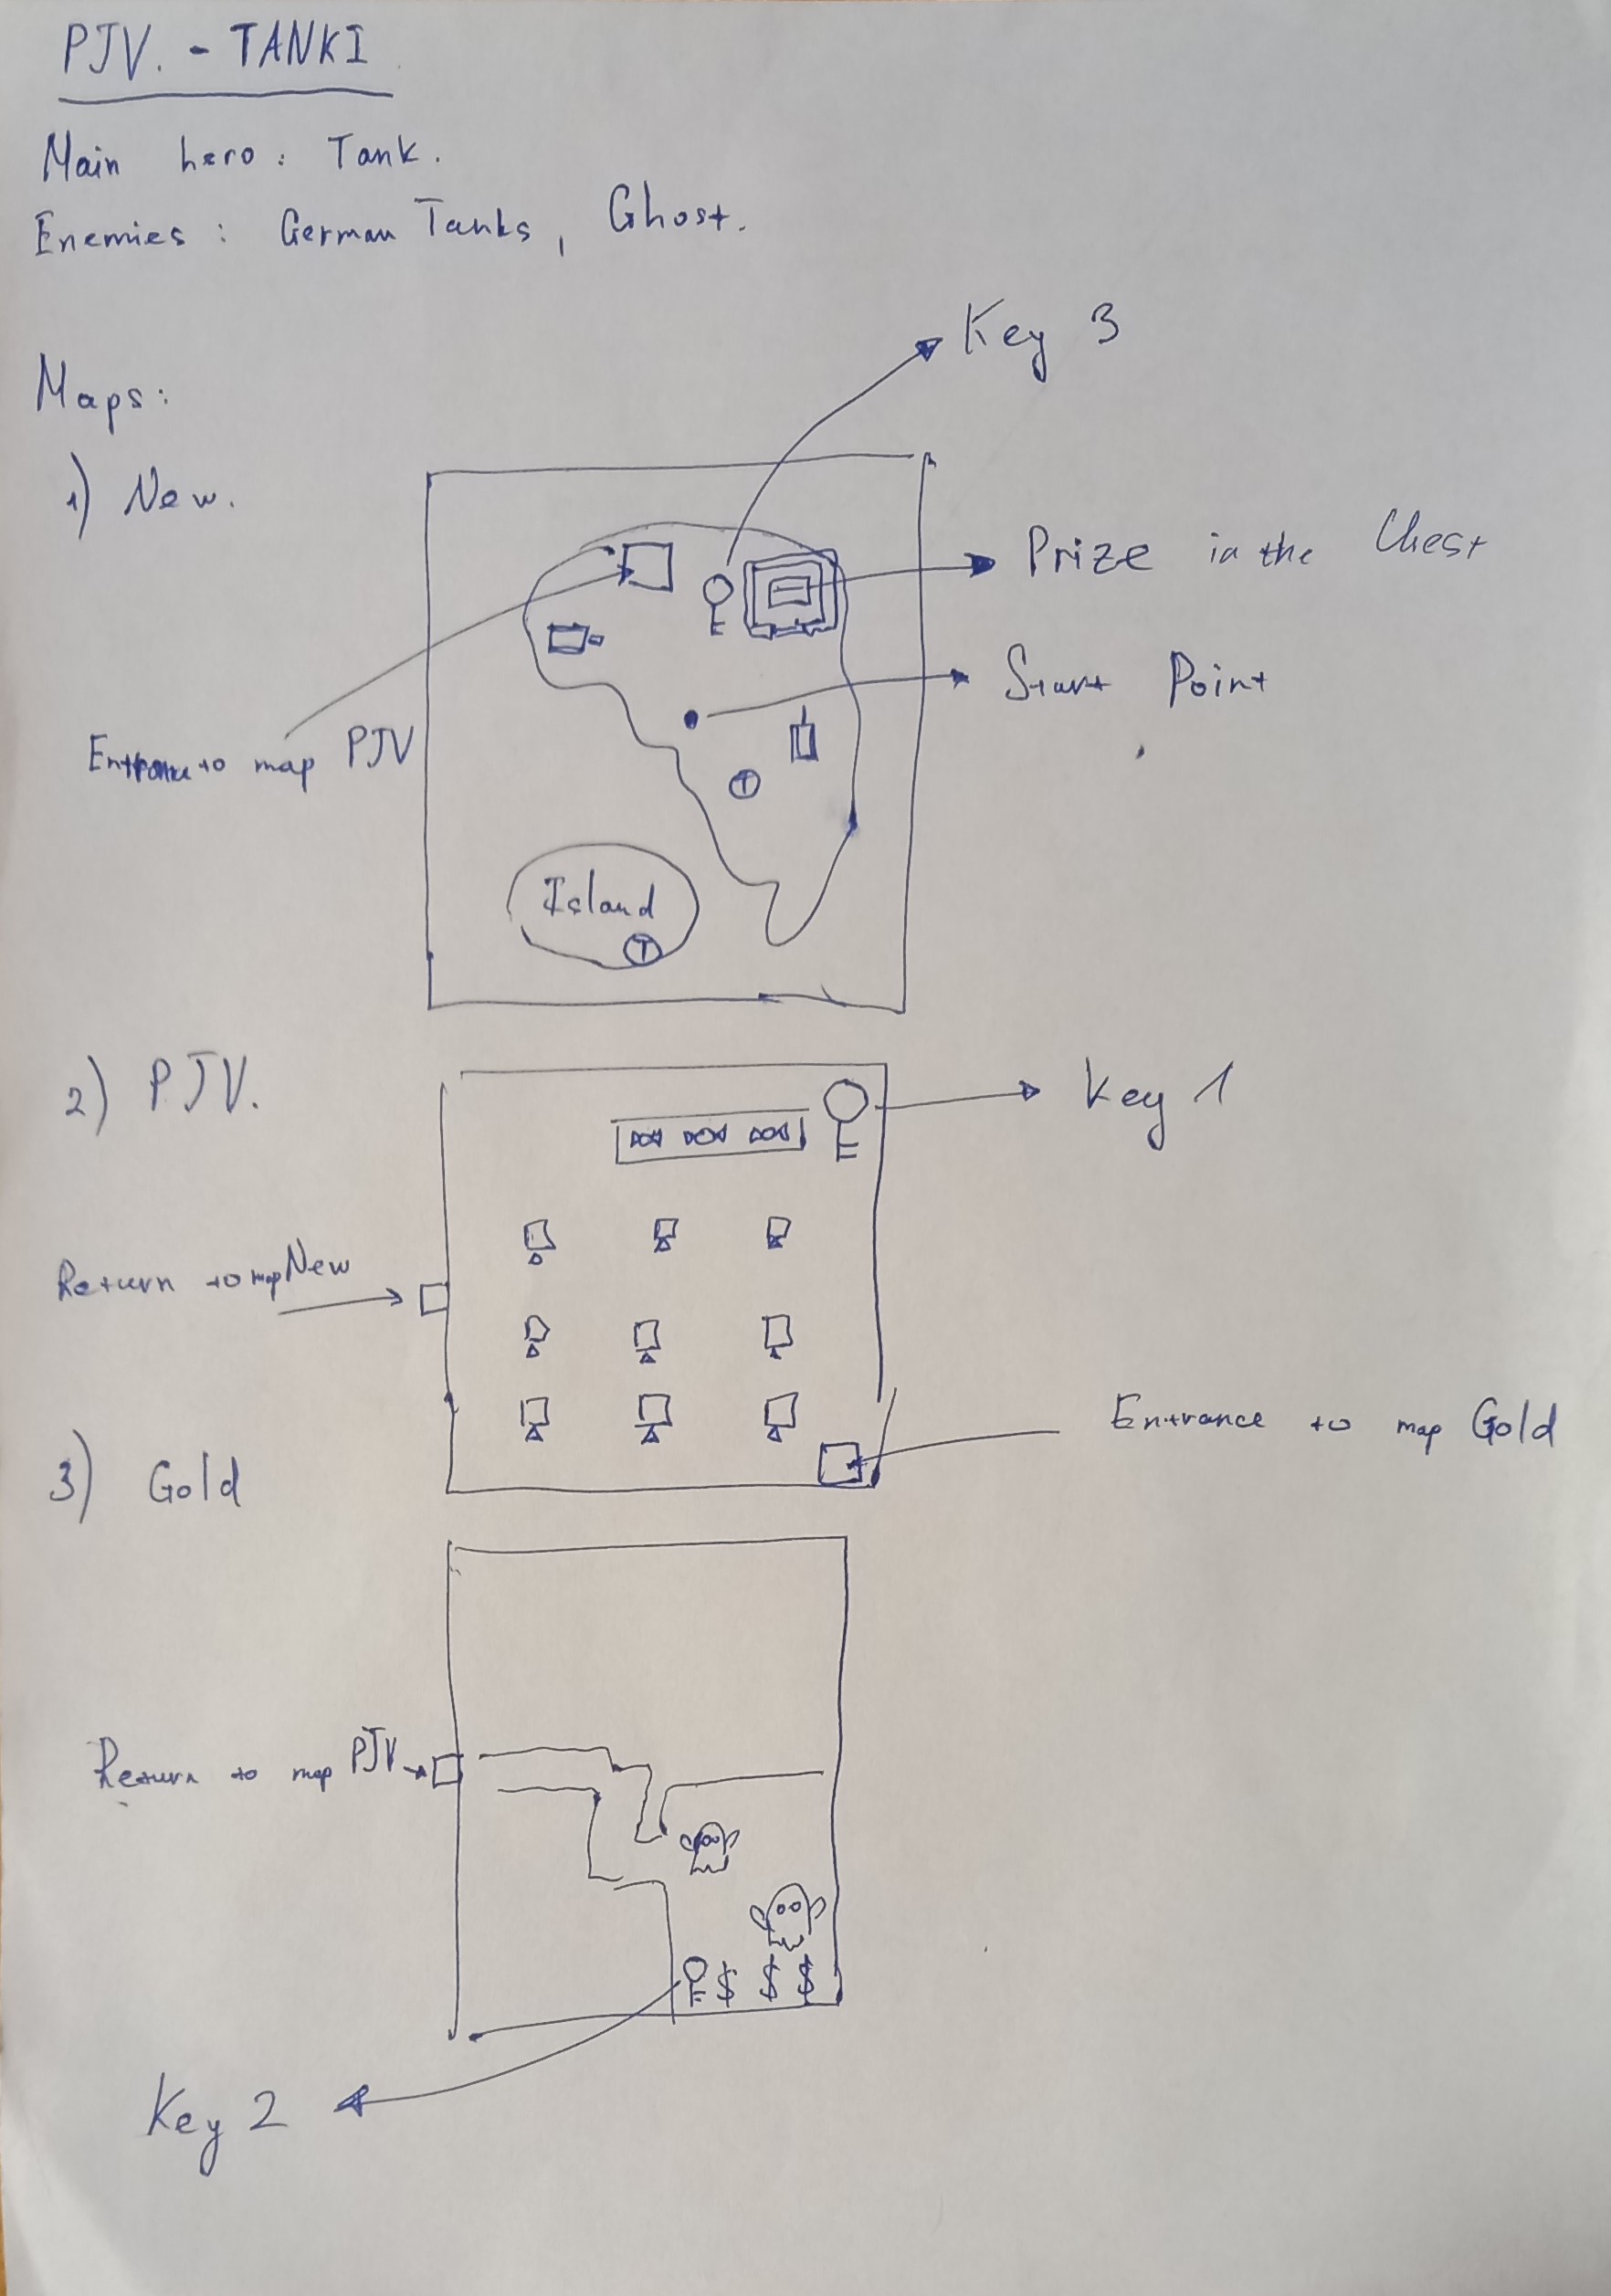 PJV. - TANKI
Main hero: Tank.
Enemies: German Tanks, Ghost.
Key 3
Maps:
1) New.
Prize in the Chest
Start Point
Entrance to map PJV
T
Island
T
2) PJV.
Key 1
Return to map New
Entrance to map Gold
3) Gold
Return to map PJV
$ $ $
Key 2